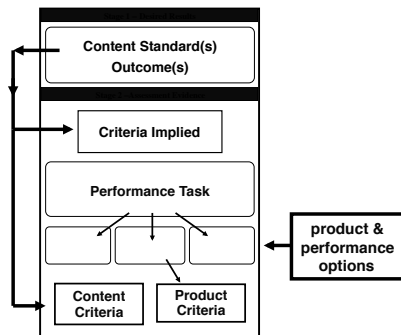 Content Standard(s)
Outcome(s)
Criteria Implied
Performance Task
product &
performance
options
Content
Criteria
Product
Criteria